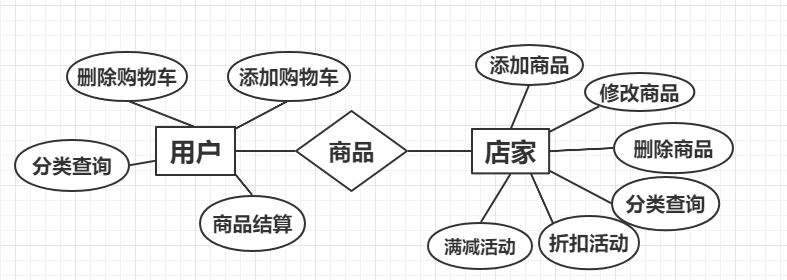 删除购物车
添加购物车
分类查询
用户
商品结算
商品
店家
添加商品
修改商品
删除商品
分类查询
折扣活动
满减活动